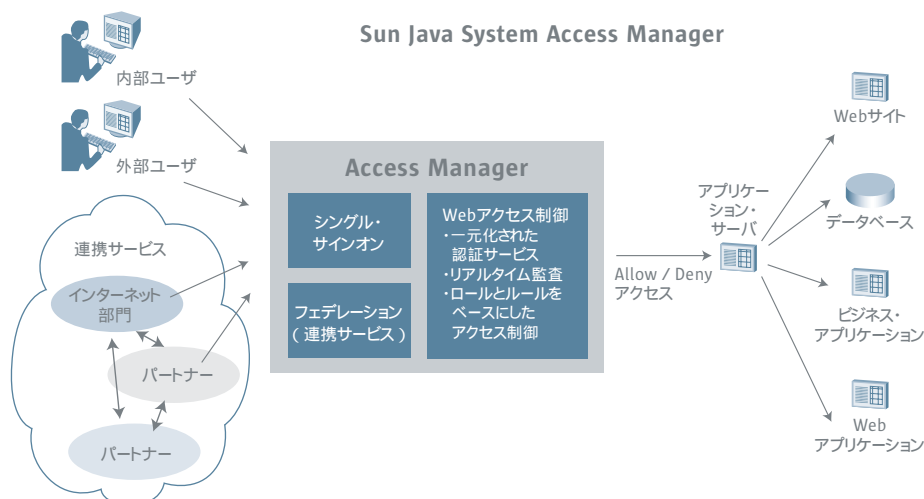 Sun Java System Access Manager
内部ユーザ
外部ユーザ
連携サービス
インターネット
部門
パートナー
パートナー
Access Manager
シングル・
サインオン
フェデレーション
（連携サービス）
Webアクセス制御
・一元化された
認証サービス
・リアルタイム監査
・ロールとルールを
ベースにした
アクセス制御
Allow / Deny
アクセス
アプリケー
ション・
サーバ
Webサイト
データベース
ビジネス・
アプリケーション
Web
アプリケーション